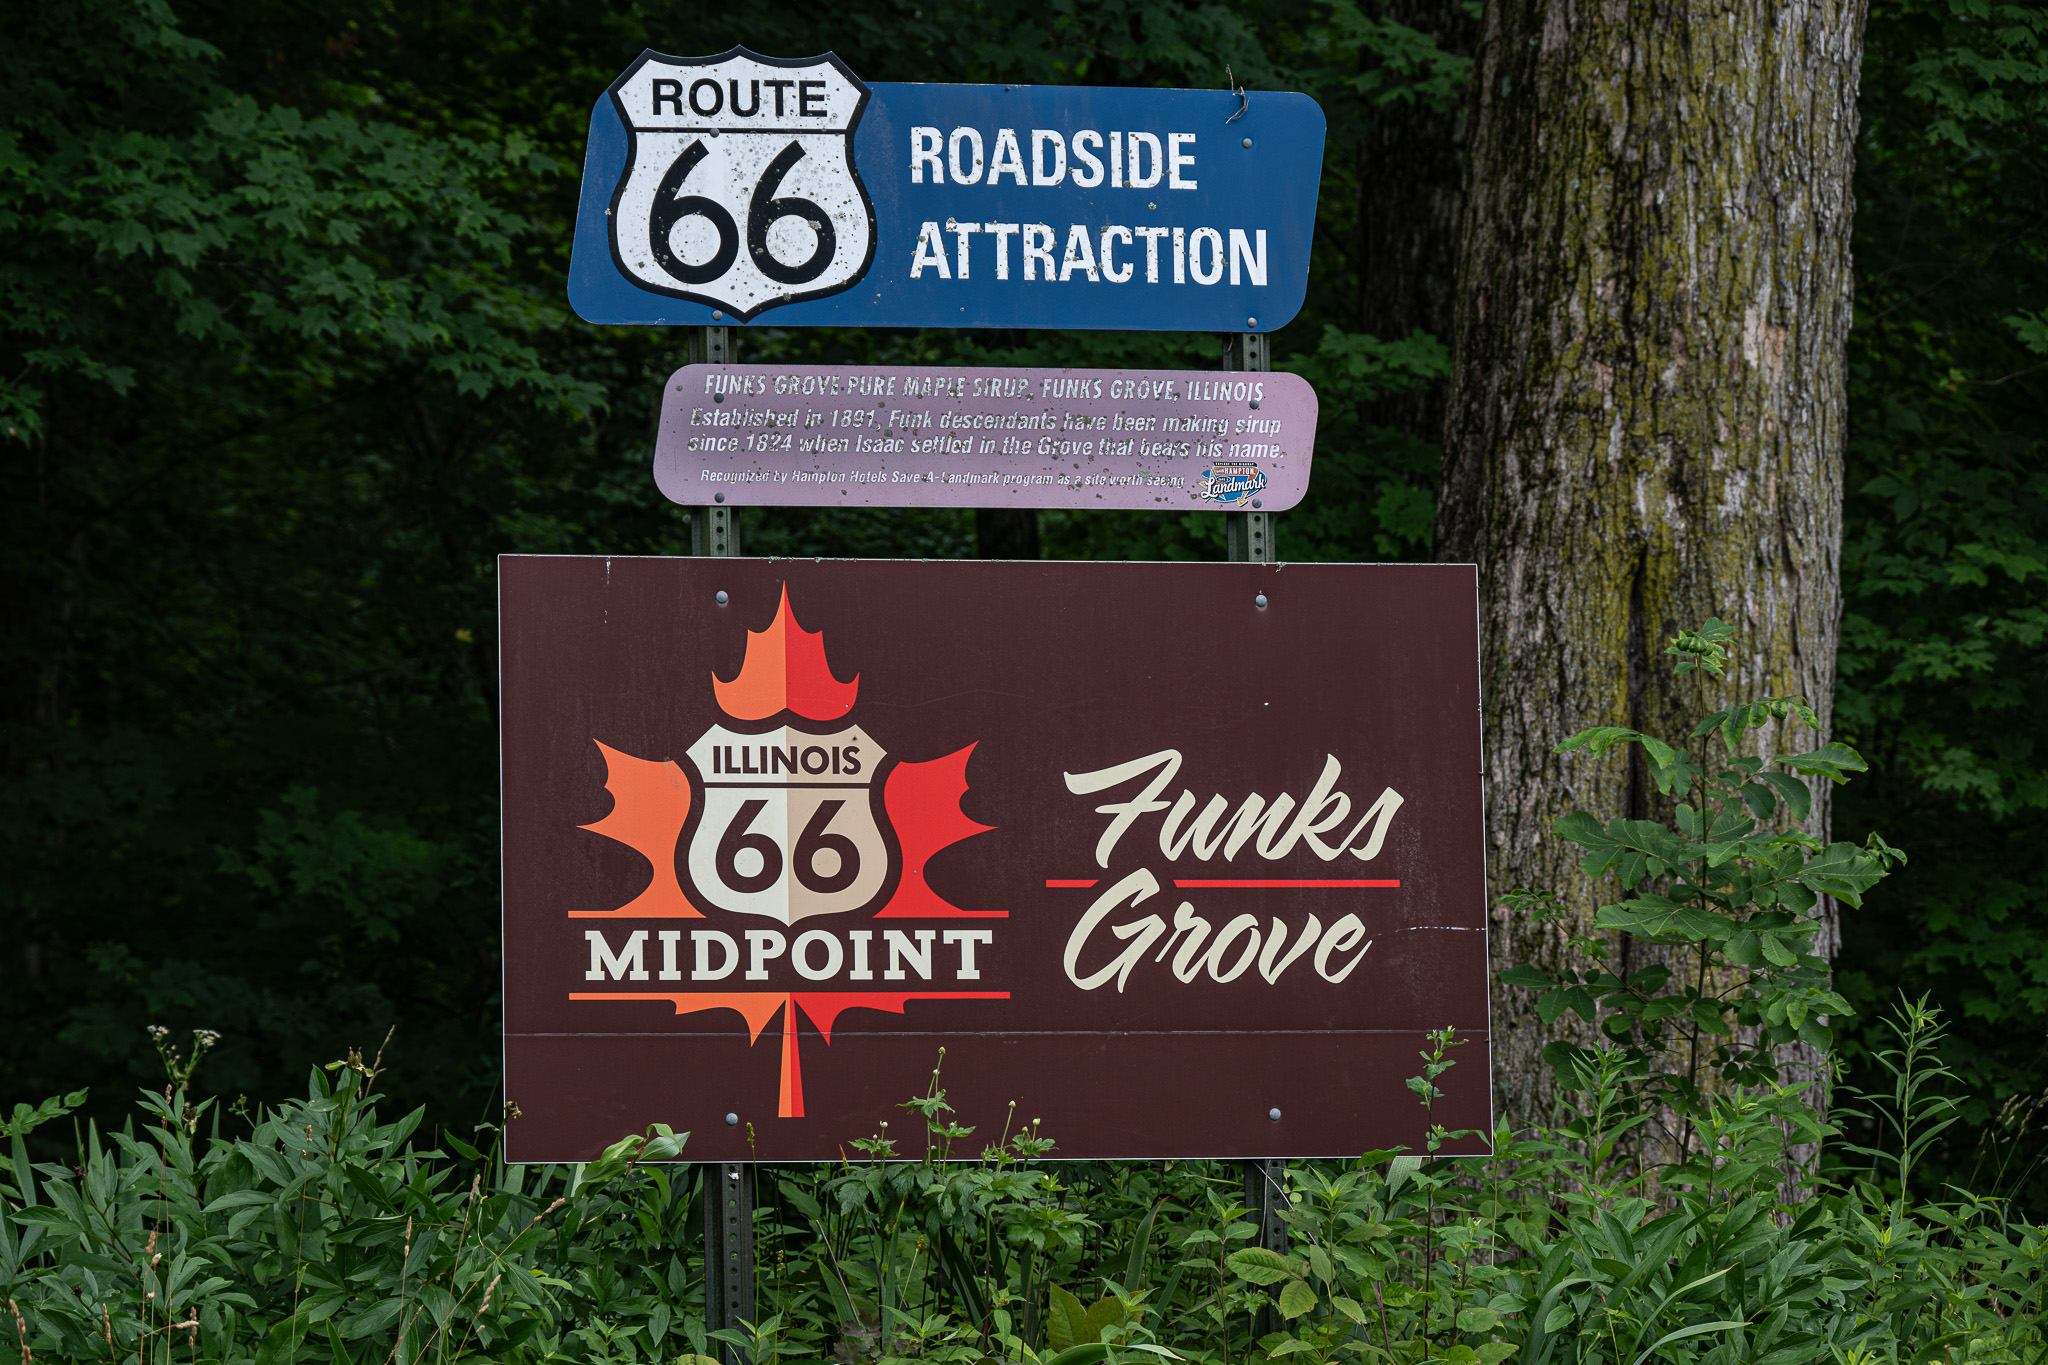 ROUTE
66
ROADSIDE
ATTRACTION
FUNKS GROVE PURE MAPLE SIRUP, FUNKS GROVE, ILLINOIS
Established in 1891, Funk descendants have been making sirup
since 1824 when Isaac settled in the Grove that bears his name.
Recognized by Hampton Hotels Save-A-Landmark program as a site worth seeing
HAMPTON
Landmark
ILLINOIS
66
MIDPOINT
Funks
Grove